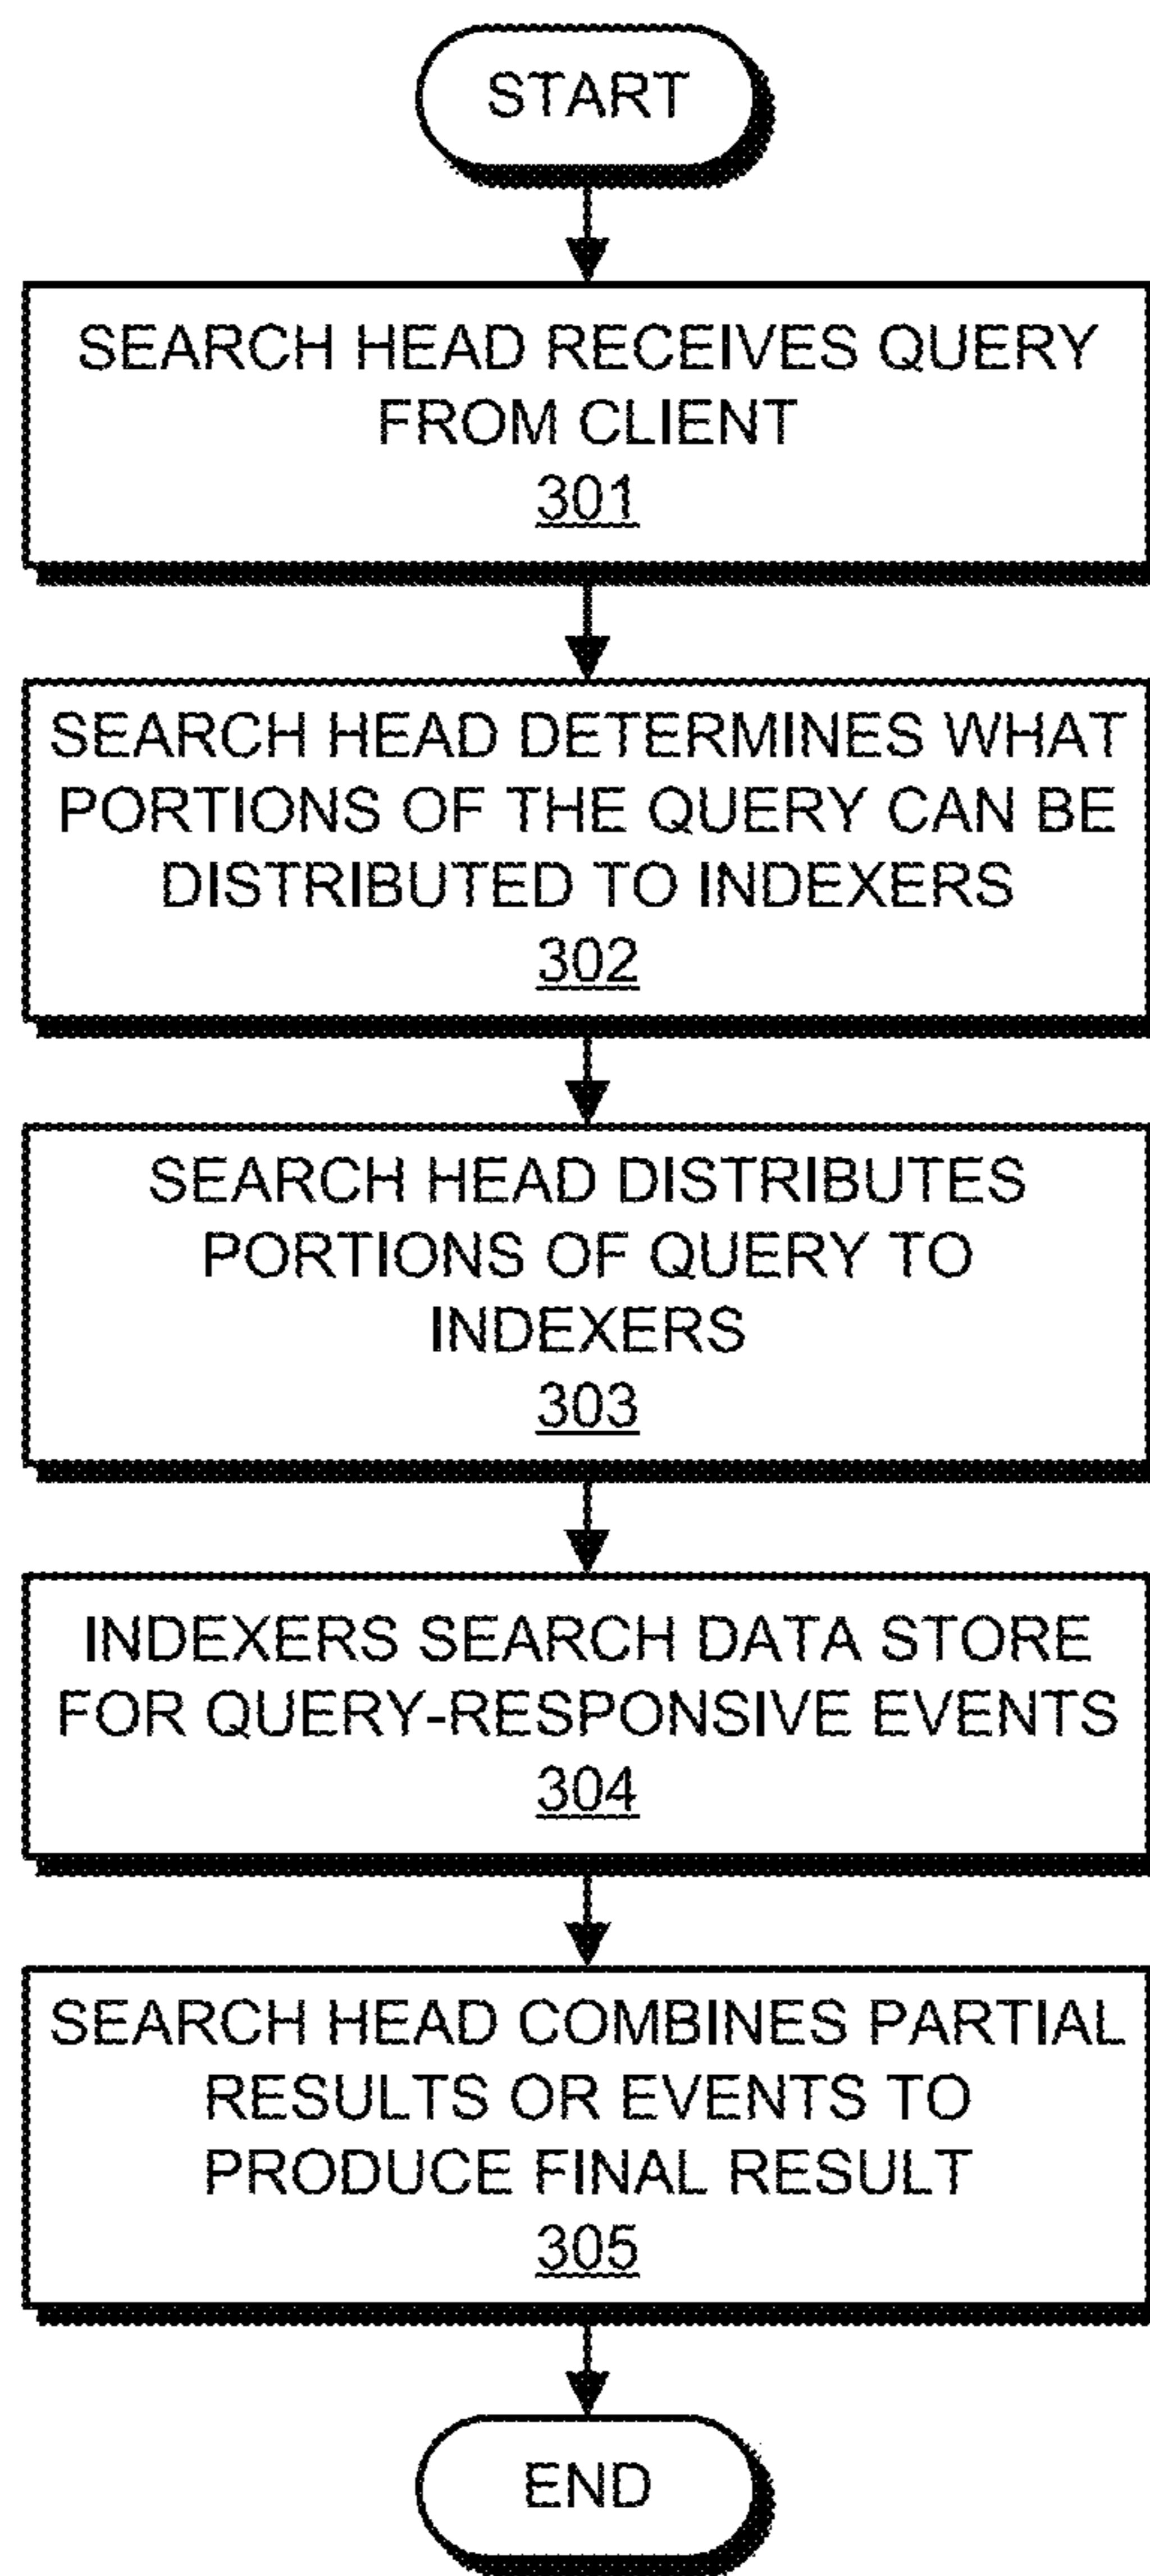 START
SEARCH HEAD RECEIVES QUERY
FROM CLIENT
301
SEARCH HEAD DETERMINES WHAT
PORTIONS OF THE QUERY CAN BE
DISTRIBUTED TO INDEXERS
302
SEARCH HEAD DISTRIBUTES
PORTIONS OF QUERY TO
INDEXERS
303
INDEXERS SEARCH DATA STORE
FOR QUERY-RESPONSIVE EVENTS
304
SEARCH HEAD COMBINES PARTIAL
RESULTS OR EVENTS TO
PRODUCE FINAL RESULT
305
END